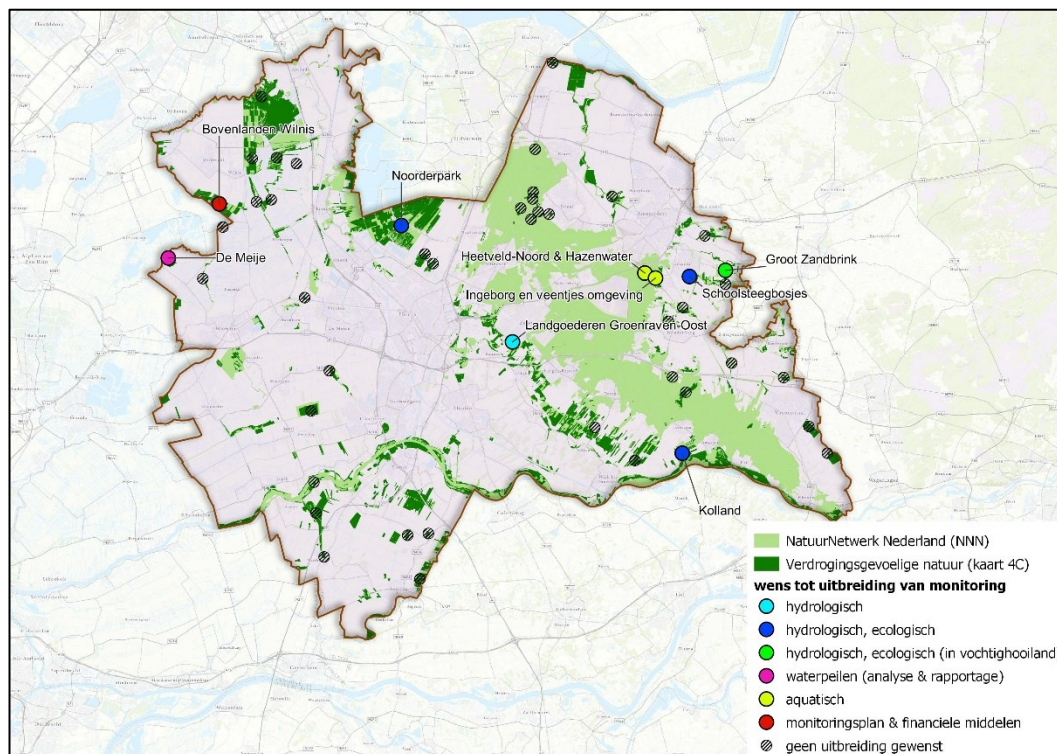 Bovenlanden Wilnis
Noorderpark
De Meije
Heetveld-Noord & Hazenwater
Groot Zandbrink
Ingeborg en veentjes omgeving
Schoolsteegbosjes
Landgoederen Groenraven-Oost
Kolland
NatuurNetwerk Nederland (NNN)
Verdrogingsgevoelige natuur (kaart 4C)
wens tot uitbreiding van monitoring
hydrologisch
hydrologisch, ecologisch
hydrologisch, ecologisch (in vochtighooiland)
waterpeilen (analyse & rapportage)
aquatisch
monitoringsplan & financiele middelen
geen uitbreiding gewenst